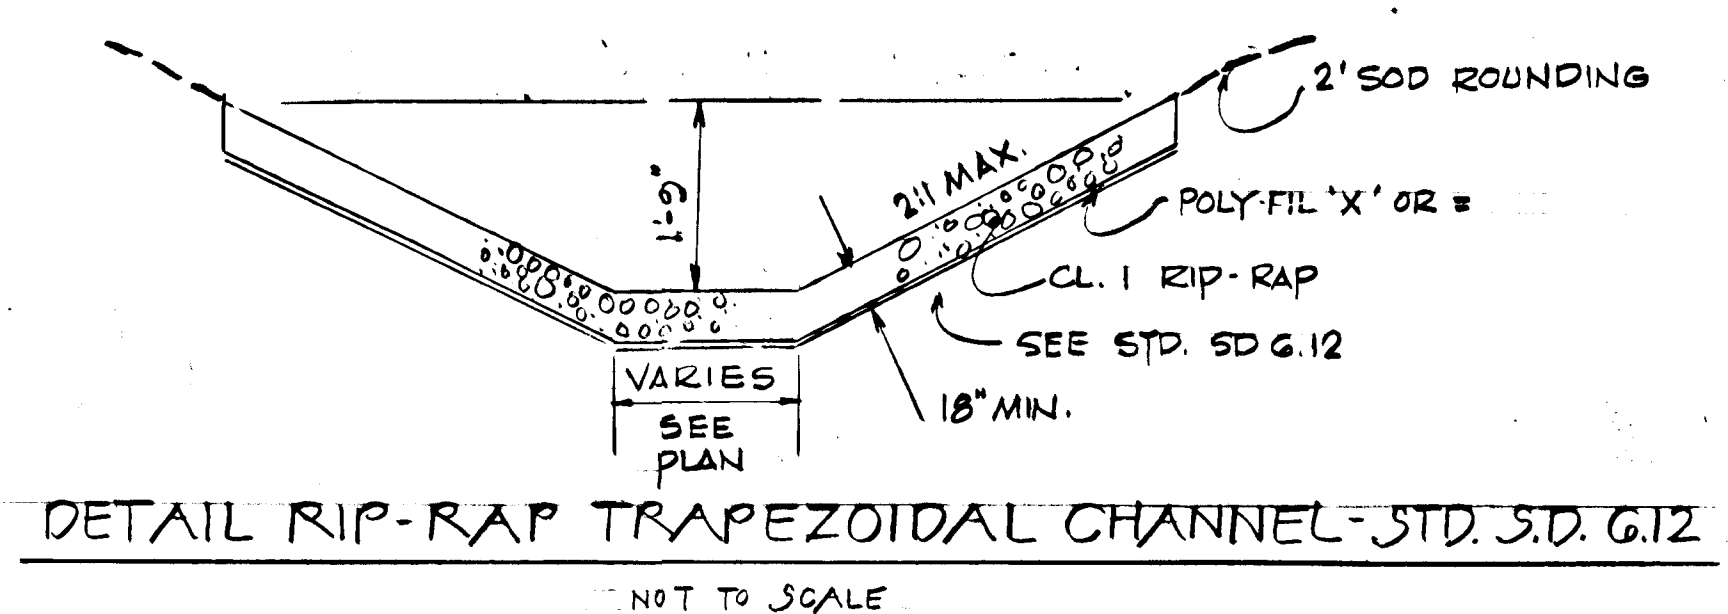 2' SOD ROUNDING
2:1 MAX.
1'-9"
POLY-FIL 'X' OR =
CL. 1 RIP-RAP
SEE STD. SD 6.12
VARIES
18" MIN.
SEE
PLAN
DETAIL RIP-RAP TRAPEZOIDAL CHANNEL-STD. S.D. 6.12
NOT TO SCALE